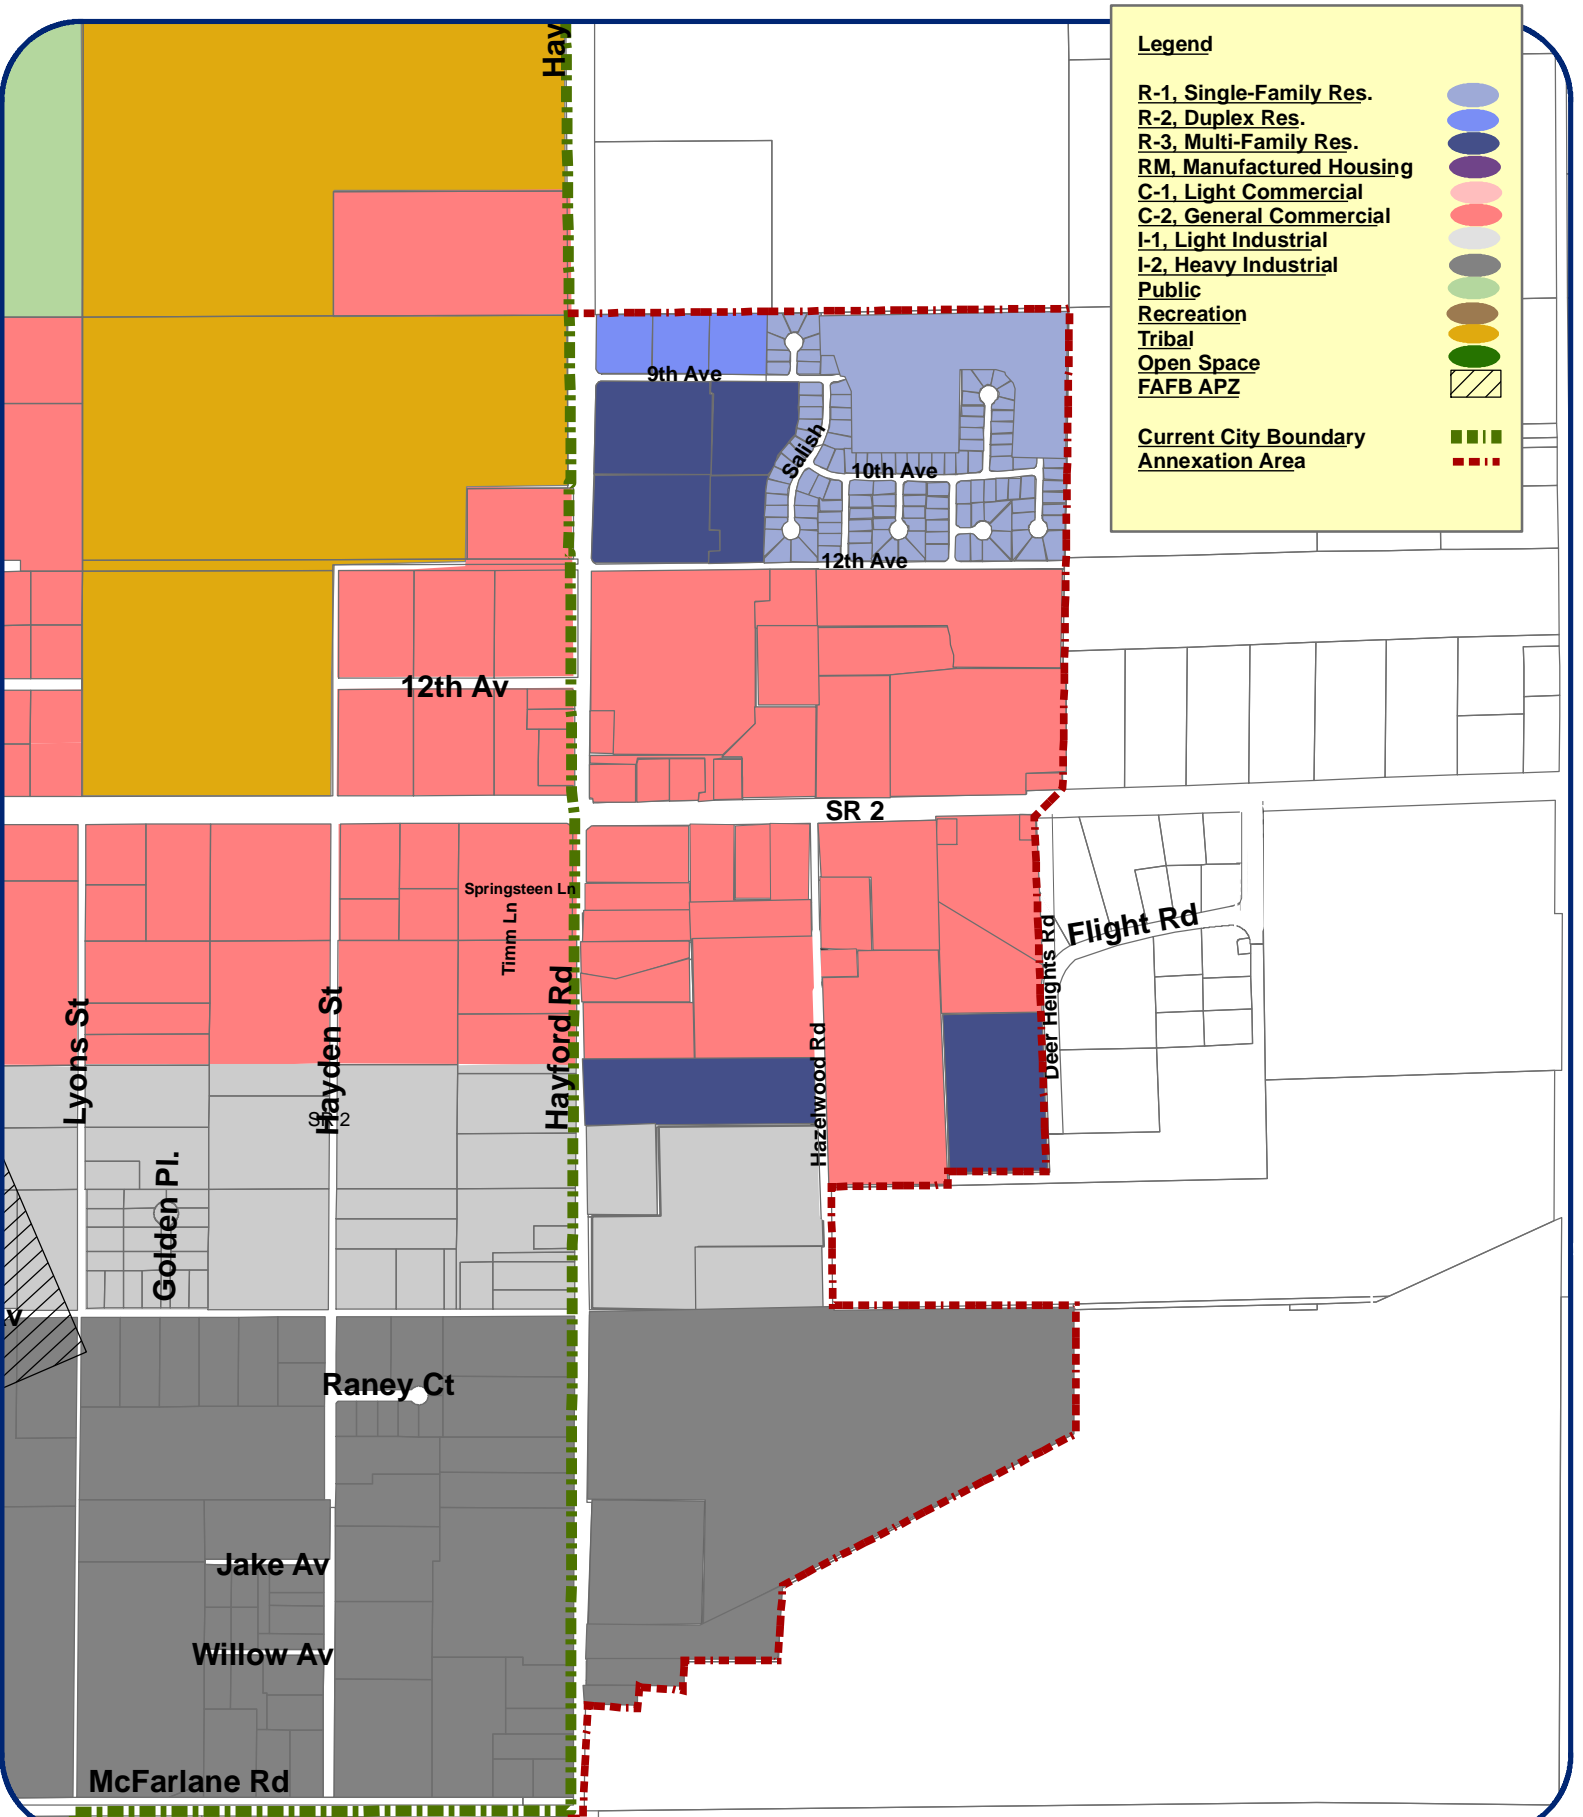 Hay
Legend
R-1, Single-Family Res.
R-2, Duplex Res.
R-3, Multi-Family Res.
RM, Manufactured Housing
C-1, Light Commercial
C-2, General Commercial
I-1, Light Industrial
I-2, Heavy Industrial
Public
Recreation
Tribal
Open Space
FAFB APZ
Current City Boundary
Annexation Area
9th Ave
Salish
10th Ave
12th Ave
12th Av
SR 2
Springsteen Ln
Timm Ln
Flight Rd
Deer Heights Rd
Lyons St
Hayden St
Hayford Rd
Hazelwood Rd
SR 2
Golden Pl.
v
Raney Ct
Jake Av
Willow Av
McFarlane Rd